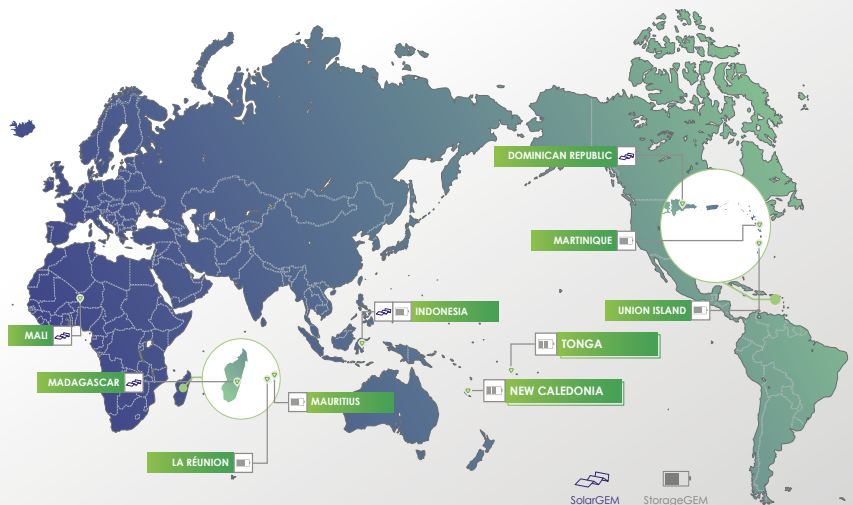 DOMINICAN REPUBLIC
MARTINIQUE
INDONESIA
UNION ISLAND
MALI
TONGA
MADAGASCAR
NEW CALEDONIA
MAURITIUS
LA RÉUNION
SolarGEM
StorageGEM